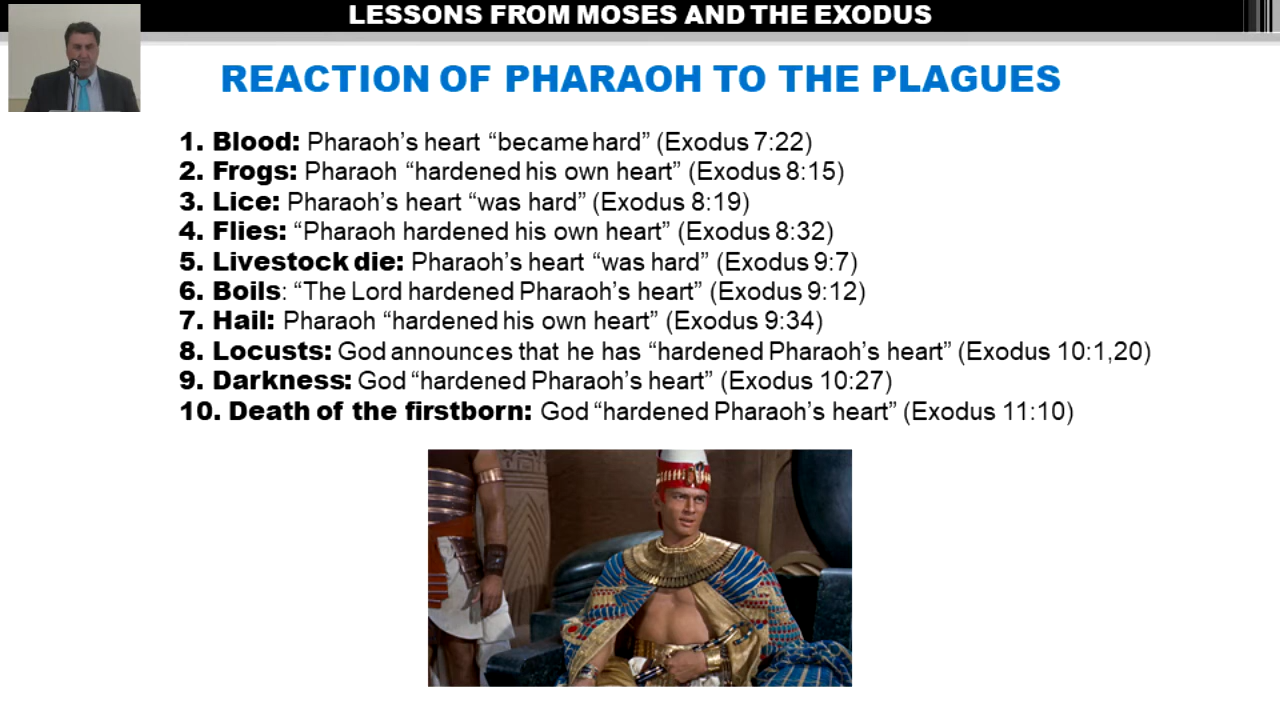 LESSONS FROM MOSES AND THE EXODUS
REACTION OF PHARAOH TO THE PLAGUES
1. Blood: Pharaoh’s heart “became hard” (Exodus 7:22)
2. Frogs: Pharaoh “hardened his own heart” (Exodus 8:15)
3. Lice: Pharaoh’s heart “was hard” (Exodus 8:19)
4. Flies: “Pharaoh hardened his own heart” (Exodus 8:32)
5. Livestock die: Pharaoh’s heart “was hard” (Exodus 9:7)
6. Boils: “The Lord hardened Pharaoh’s heart” (Exodus 9:12)
7. Hail: Pharaoh “hardened his own heart” (Exodus 9:34)
8. Locusts: God announces that he has “hardened Pharaoh’s heart” (Exodus 10:1,20)
9. Darkness: God “hardened Pharaoh’s heart” (Exodus 10:27)
10. Death of the firstborn: God “hardened Pharaoh’s heart” (Exodus 11:10)